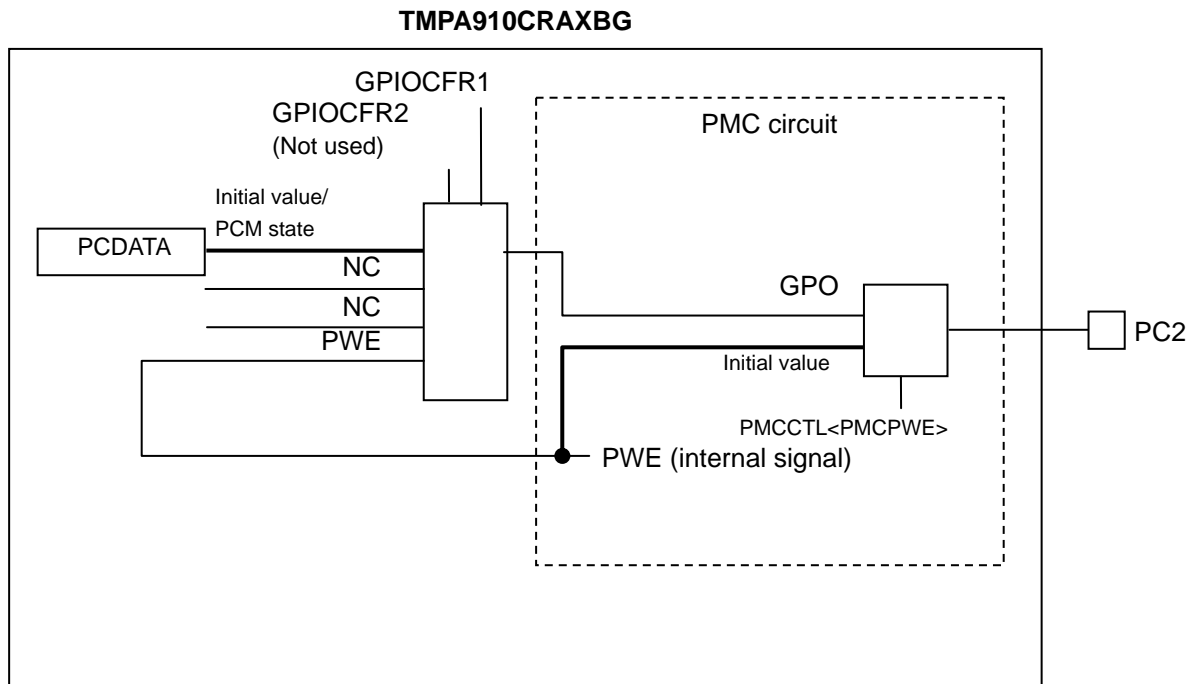 TMPA910CRAXBG
GPIOCFR1
GPIOCFR2
(Not used)
PMC circuit
Initial value/
PCM state
PCDATA
NC
NC
PWE
GPO
PC2
Initial value
PMCCTL<PMCPWE>
PWE (internal signal)